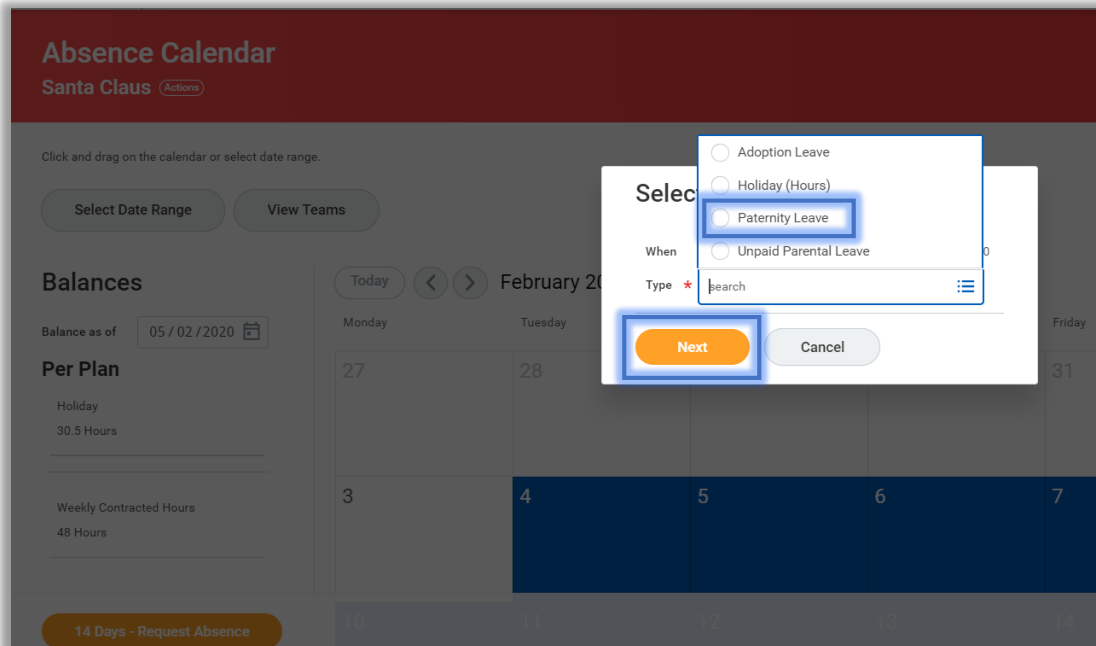 Absence Calendar
Santa Claus Actions
Click and drag on the calendar or select date range.
Select Date Range View Teams
Adoption Leave
Holiday (Hours)
Selec
Paternity Leave
When Unpaid Parental Leave 0
Type * search
Next Cancel
Balances
Today < > February 20
Balance as of 05 / 02 / 2020
Monday Tuesday Friday
Per Plan
27 28 31
Holiday
30.5 Hours
3 4 5 6 7
Weekly Contracted Hours
48 Hours
10 11 12 13 14
14 Days - Request Absence